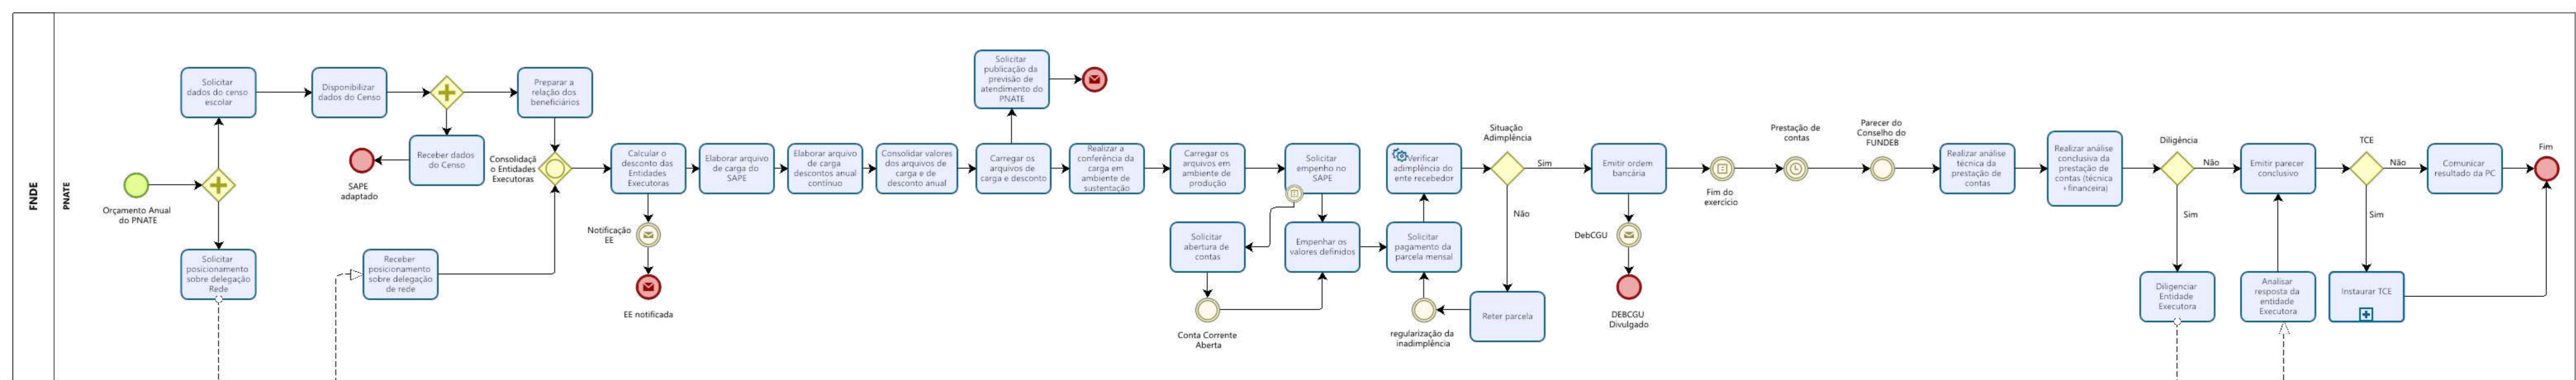 FNDE
PNATE
Orçamento Anual
do PNATE
Solicitar
dados do censo
escolar
Disponibilizar
dados do Censo
Preparar a
relação dos
beneficiários
Receber dados
do Censo
SAPE
adaptado
Solicitar
posicionamento
sobre delegação
Rede
Receber
posicionamento
sobre delegação
de rede
Consolidaçã
o Entidades
Executoras
Calcular o
desconto das
Entidades
Executoras
Notificação
EE
EE notificada
Elaborar arquivo
de carga do
SAPE
Elaborar arquivo
de carga de
descontos anual
contínuo
Consolidar valores
dos arquivos de
carga e de
desconto anual
Carregar os
arquivos de
carga e desconto
Solicitar
publicação da
previsão de
atendimento do
PNATE
Realizar a
conferência da
carga em
ambiente de
sustentação
Carregar os
arquivos em
ambiente de
produção
Solicitar
empenho no
SAPE
Solicitar
abertura de
contas
Conta Corrente
Aberta
Empenhar os
valores definidos
Solicitar
pagamento da
parcela mensal
Verificar
adimplência do
ente recebedor
Situação
Adimplência
Sim
Não
Reter parcela
regularização da
inadimplência
Emitir ordem
bancária
DebCGU
DEBCGU
Divulgado
Fim do
exercício
Prestação de
contas
Parecer do
Conselho do
FUNDEB
Realizar análise
técnica da
prestação de
contas
Realizar análise
conclusiva da
prestação de
contas (técnica
+financeira)
Diligência
Não
Sim
Diligenciar
Entidade
Executora
Emitir parecer
conclusivo
Analisar
resposta da
entidade
Executora
TCE
Não
Sim
Instaurar TCE
Comunicar
resultado da PC
Fim